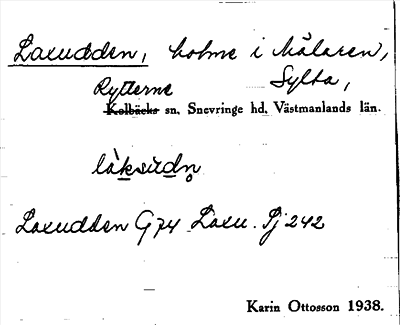 Laxudden, holme i Mälaren,
Rytterne Sylta,
Kolbäcks sn, Snevringe hd, Västmanlands län.
làksùdn̥
Laxudden G74 Laxu. Sj 242
Karin Ottosson 1938.